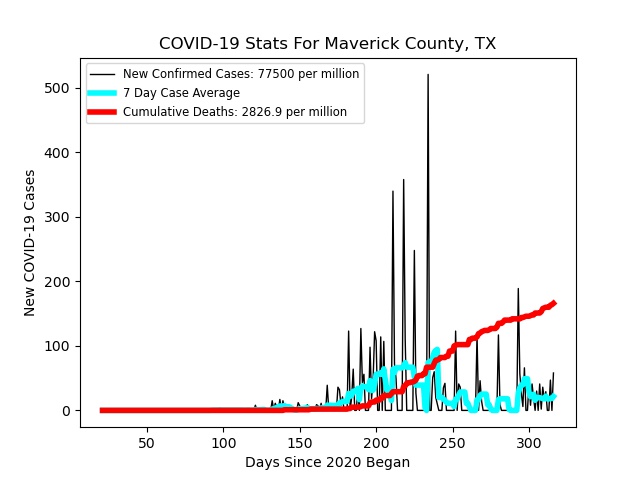 COVID-19 Stats For Maverick County, TX
New Confirmed Cases: 77500 per million
7 Day Case Average
Cumulative Deaths: 2826.9 per million
New COVID-19 Cases
500
400
300
200
100
0
50 100 150 200 250 300
Days Since 2020 Began